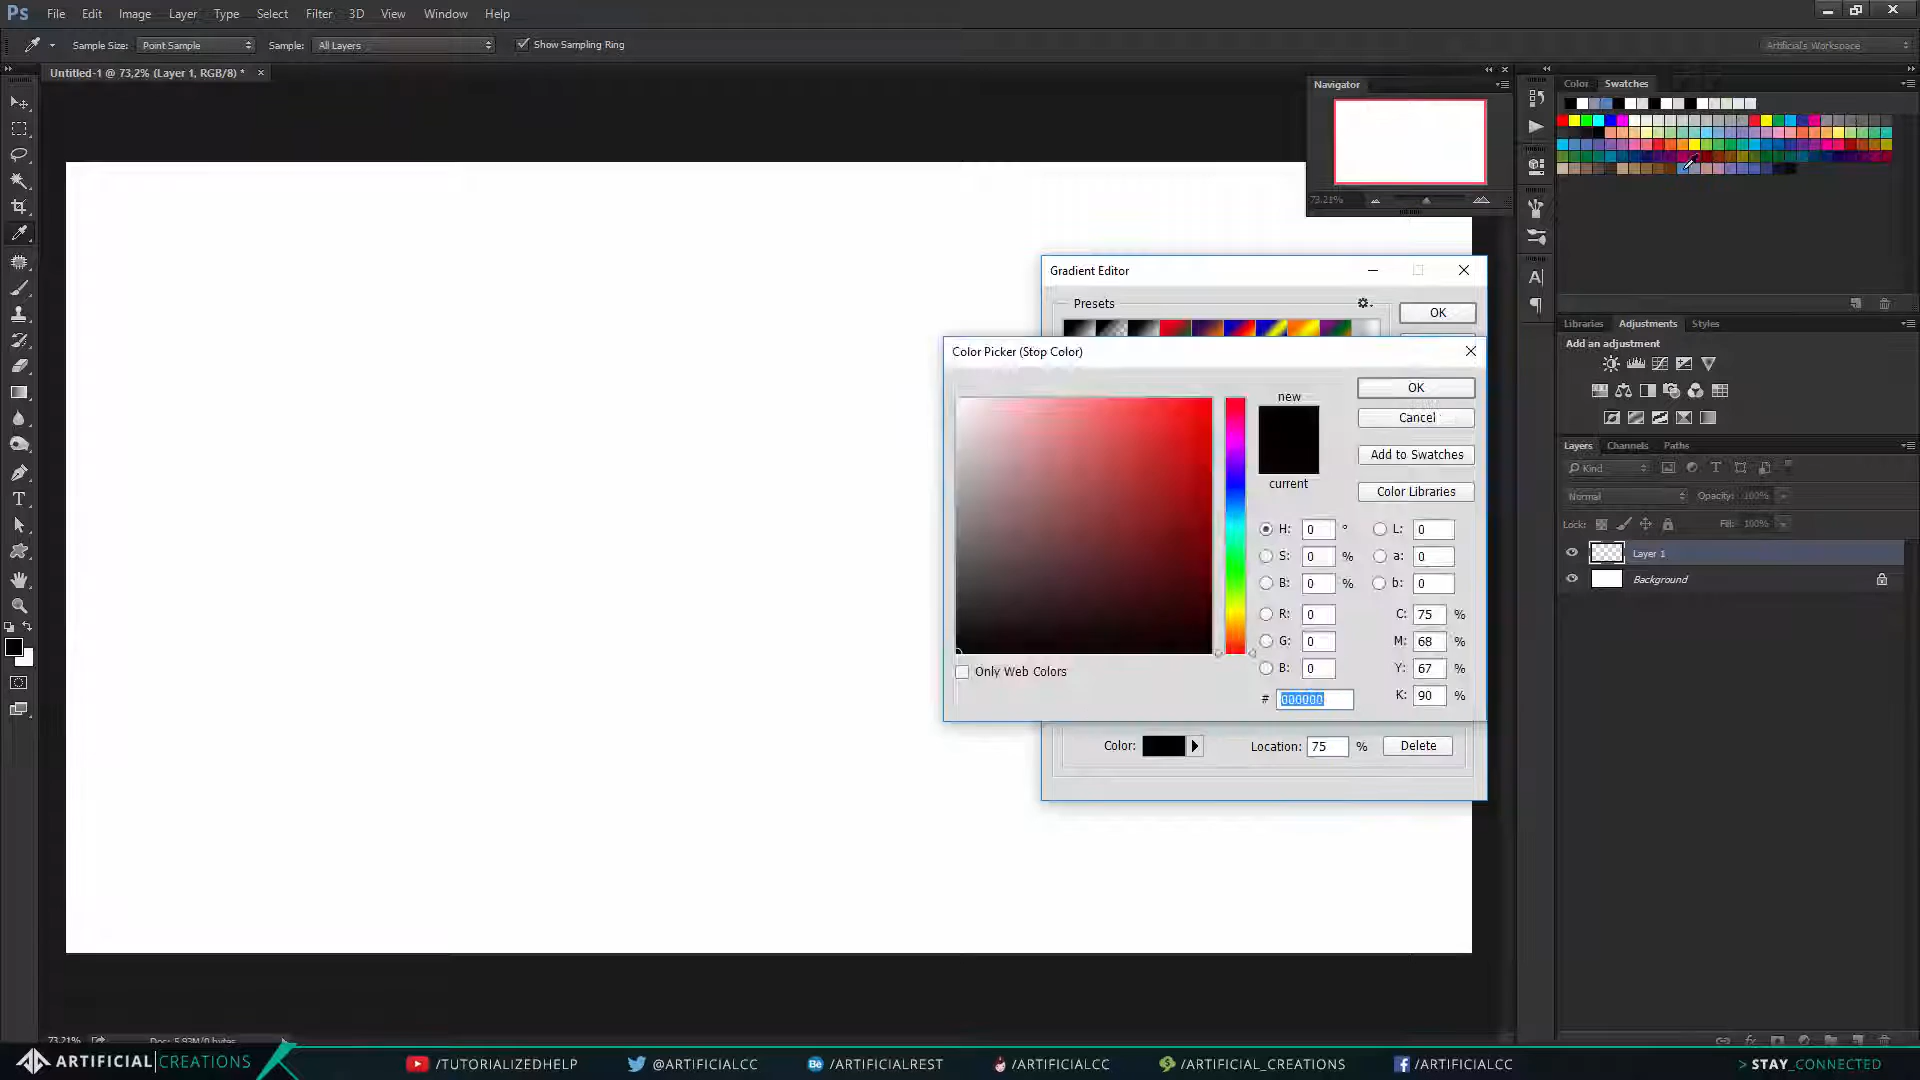 Ps File Edit Image Layer Type Select Filter 3D View Window Help
Sample Size: Point Sample Sample: All Layers Show Sampling Ring Artificial's Workspace
Untitled-1 @ 73,2% (Layer 1, RGB/8) *
Navigator
73.21%
Color Swatches
Gradient Editor
Presets
OK
Color Picker (Stop Color)
new
current
OK
Cancel
Add to Swatches
Color Libraries
H: 0 ° L: 0
S: 0 % a: 0
B: 0 % b: 0
R: 0 C: 75 %
G: 0 M: 68 %
B: 0 Y: 67 %
# 000000 K: 90 %
Only Web Colors
Color: Location: 75 % Delete
Libraries Adjustments Styles
Add an adjustment
Layers Channels Paths
Kind
Normal Opacity: 100%
Lock: Fill: 100%
Layer 1
Background
73,21% Doc: 5,93M/0 bytes
ARTIFICIAL CREATIONS /TUTORIALIZEDHELP @ARTIFICIALCC Bē /ARTIFICIALREST /ARTIFICIALCC /ARTIFICIAL_CREATIONS /ARTIFICIALCC > STAY_CONNECTED